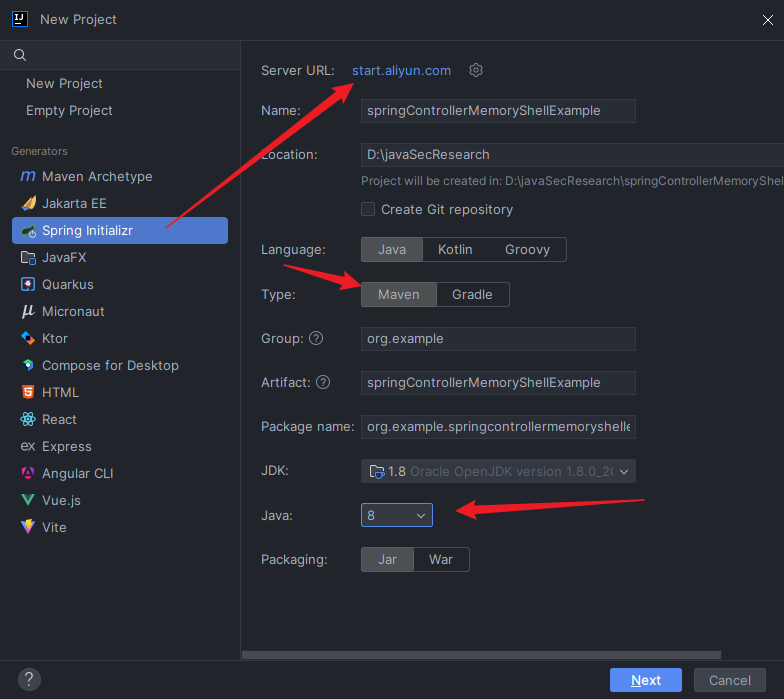 New Project
New Project
Empty Project
Generators
Maven Archetype
Jakarta EE
Spring Initializr
JavaFX
Quarkus
Micronaut
Ktor
Compose for Desktop
HTML
React
Express
Angular CLI
Vue.js
Vite
Server URL: start.aliyun.com
Name: springControllerMemoryShellExample
Location: D:\javaSecResearch
Project will be created in: D:\javaSecResearch\springControllerMemoryShel
Create Git repository
Language: Java Kotlin Groovy
Type: Maven Gradle
Group: org.example
Artifact: springControllerMemoryShellExample
Package name: org.example.springcontrollermemoryshelle
JDK: 1.8 Oracle OpenJDK version 1.8.0_20
Java: 8
Packaging: Jar War
? Next Cancel